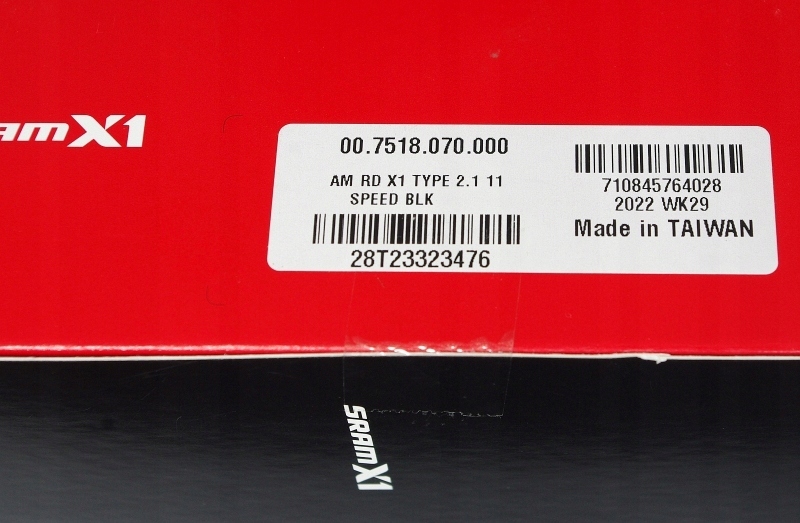 SRAM X1
00.7518.070.000
AM RD X1 TYPE 2.1 11
SPEED BLK
28T23323476
710845764028
2022 WK29
Made in TAIWAN
SRAM X1